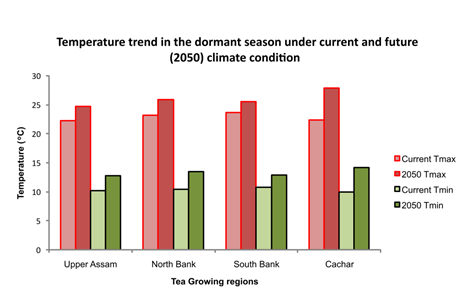 Temperature trend in the dormant season under current and future
(2050) climate condition
30
25
20
15
10
5
0
Temperature (°C)
Upper Assam
North Bank
South Bank
Cachar
Tea Growing regions
Current Tmax
2050 Tmax
Current Tmin
2050 Tmin